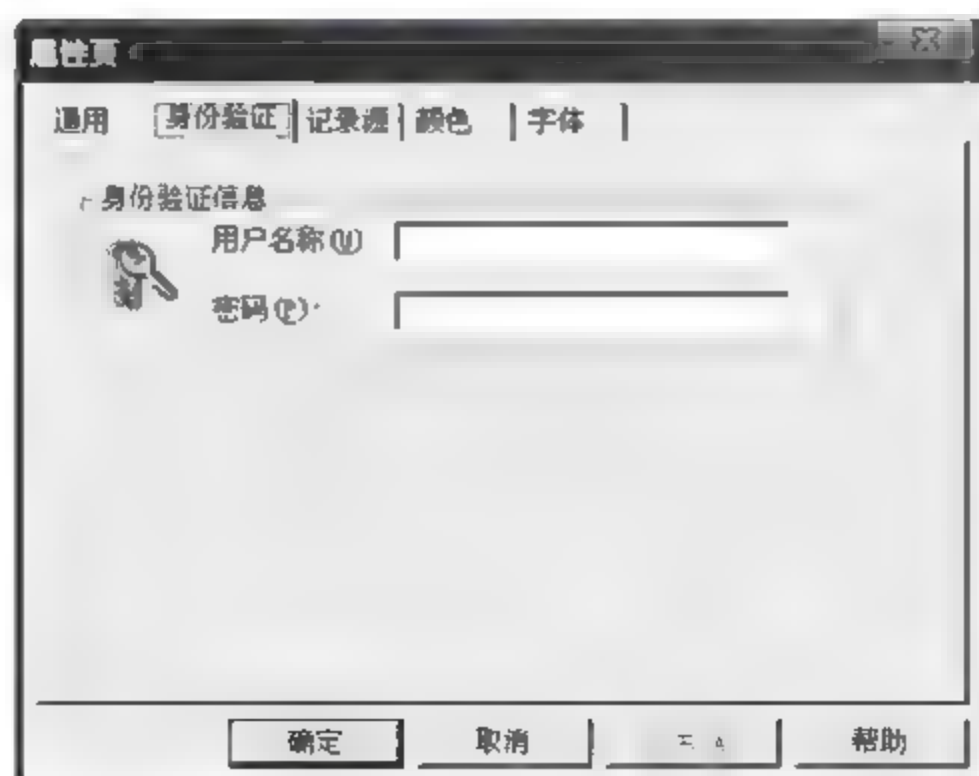 属性页
通用 身份验证 记录源 颜色 字体
身份验证信息
用户名称(U)
密码(P):
确定 取消 帮助